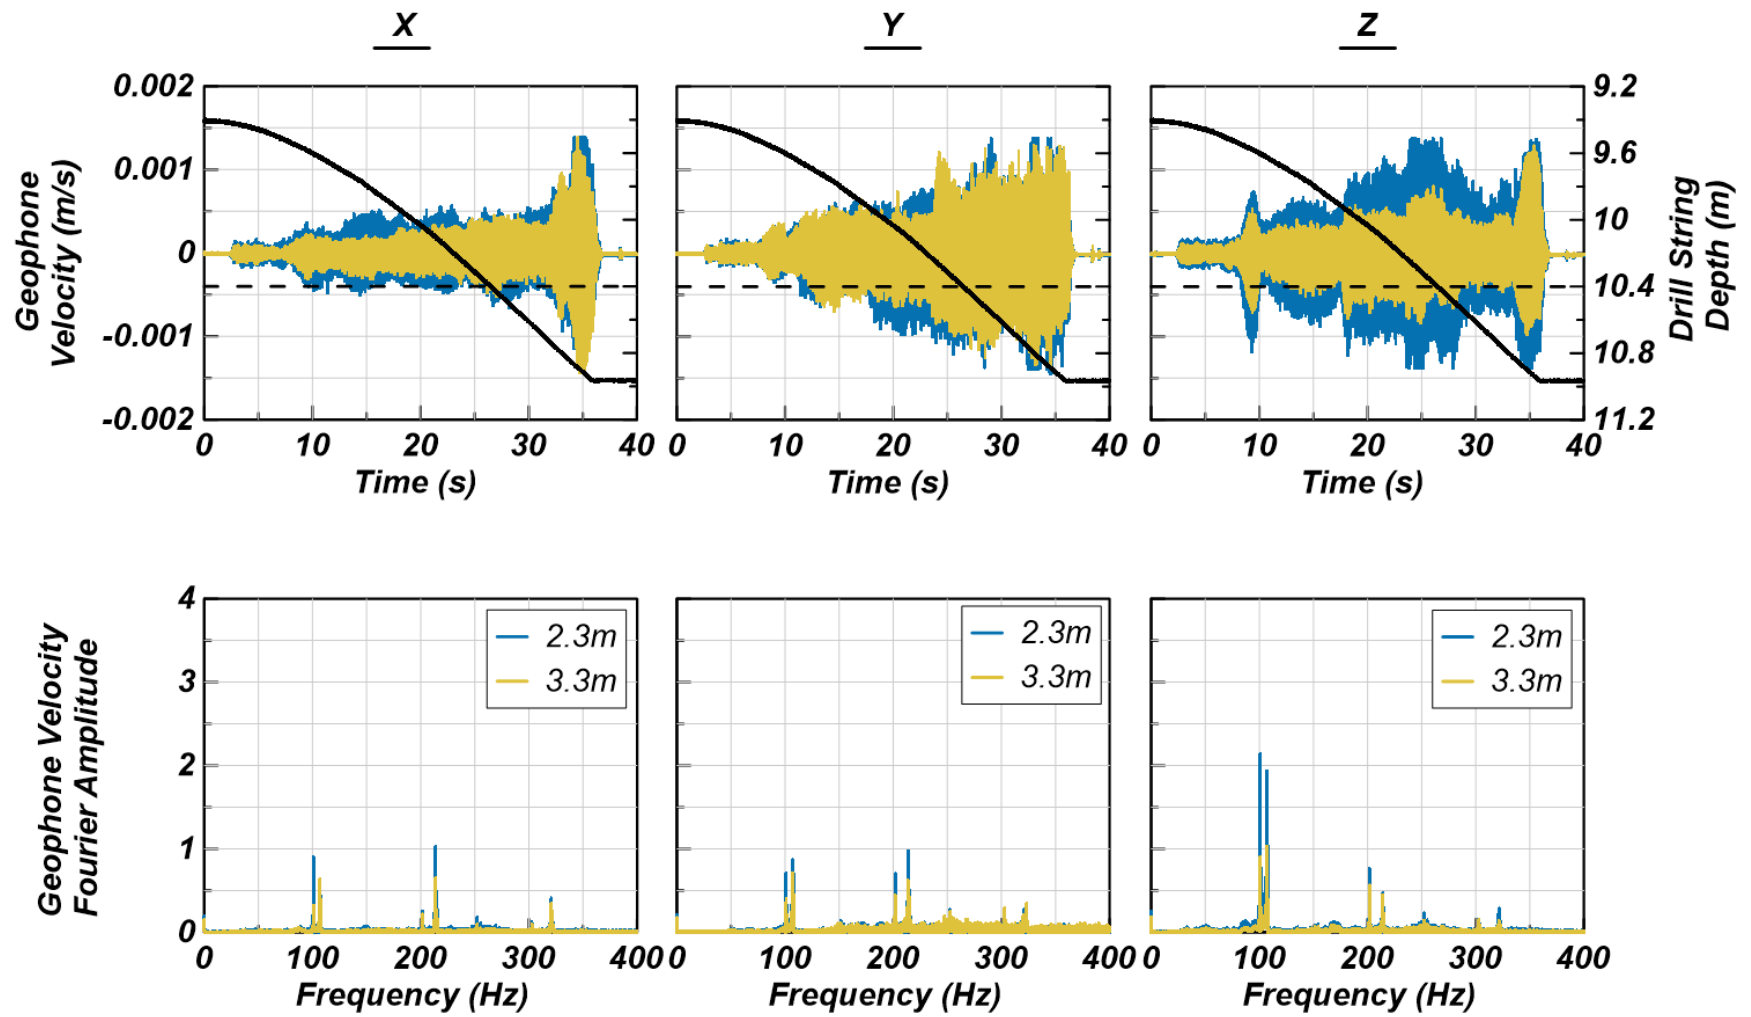 X
Y
Z
0.002
0.001
0
-0.001
-0.002
Geophone
Velocity (m/s)
9.2
9.6
10
10.4
10.8
11.2
Drill String
Depth (m)
0 10 20 30 40
0 10 20 30 40
0 10 20 30 40
Time (s)
Time (s)
Time (s)
4
3
2
1
0
Geophone Velocity
Fourier Amplitude
2.3m
3.3m
2.3m
3.3m
2.3m
3.3m
0 100 200 300 400
0 100 200 300 400
0 100 200 300 400
Frequency (Hz)
Frequency (Hz)
Frequency (Hz)